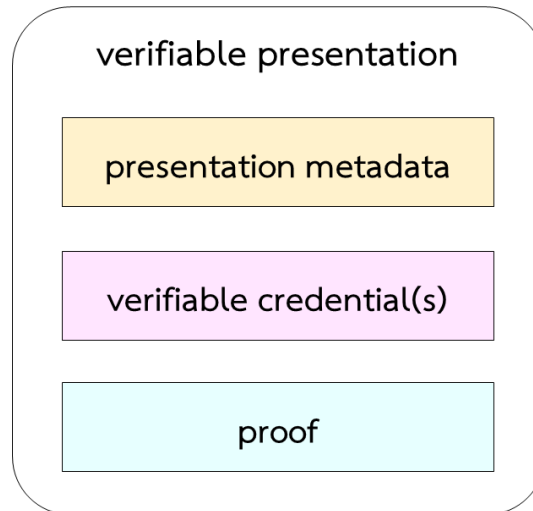 verifiable presentation
presentation metadata
verifiable credential(s)
proof